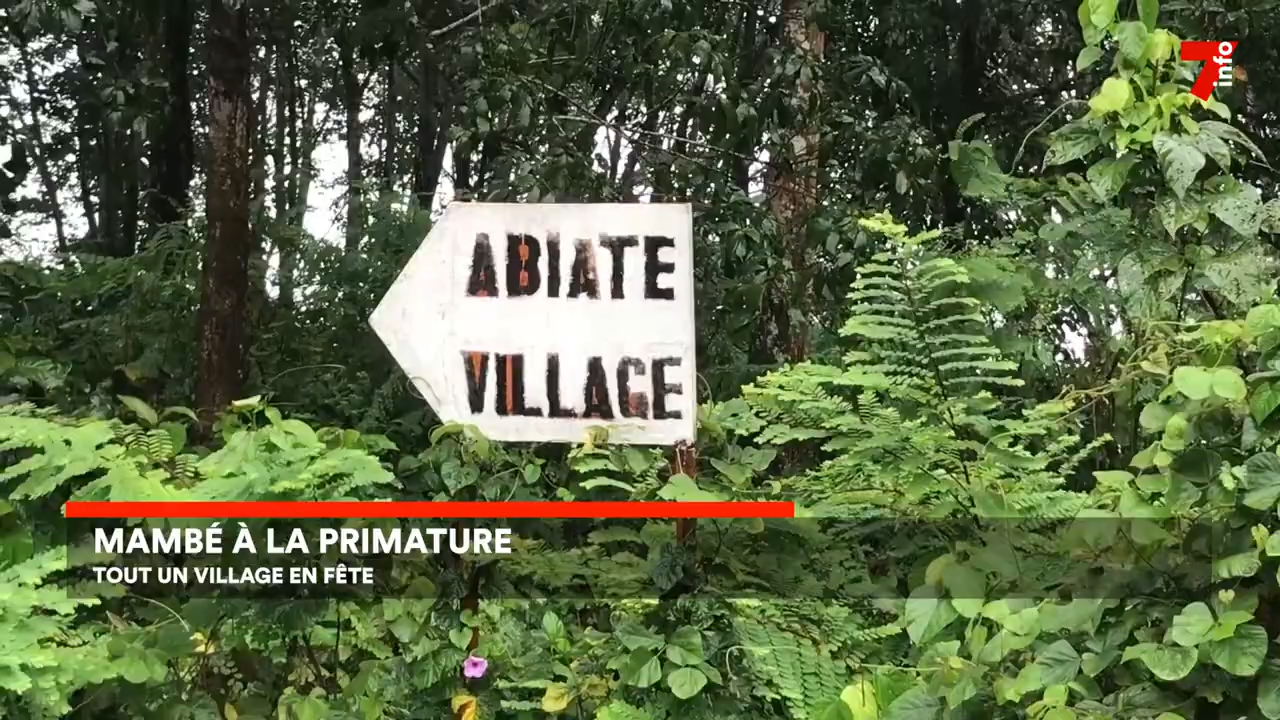 7info
ABIATE
VILLAGE
MAMBÉ À LA PRIMATURE
TOUT UN VILLAGE EN FÊTE